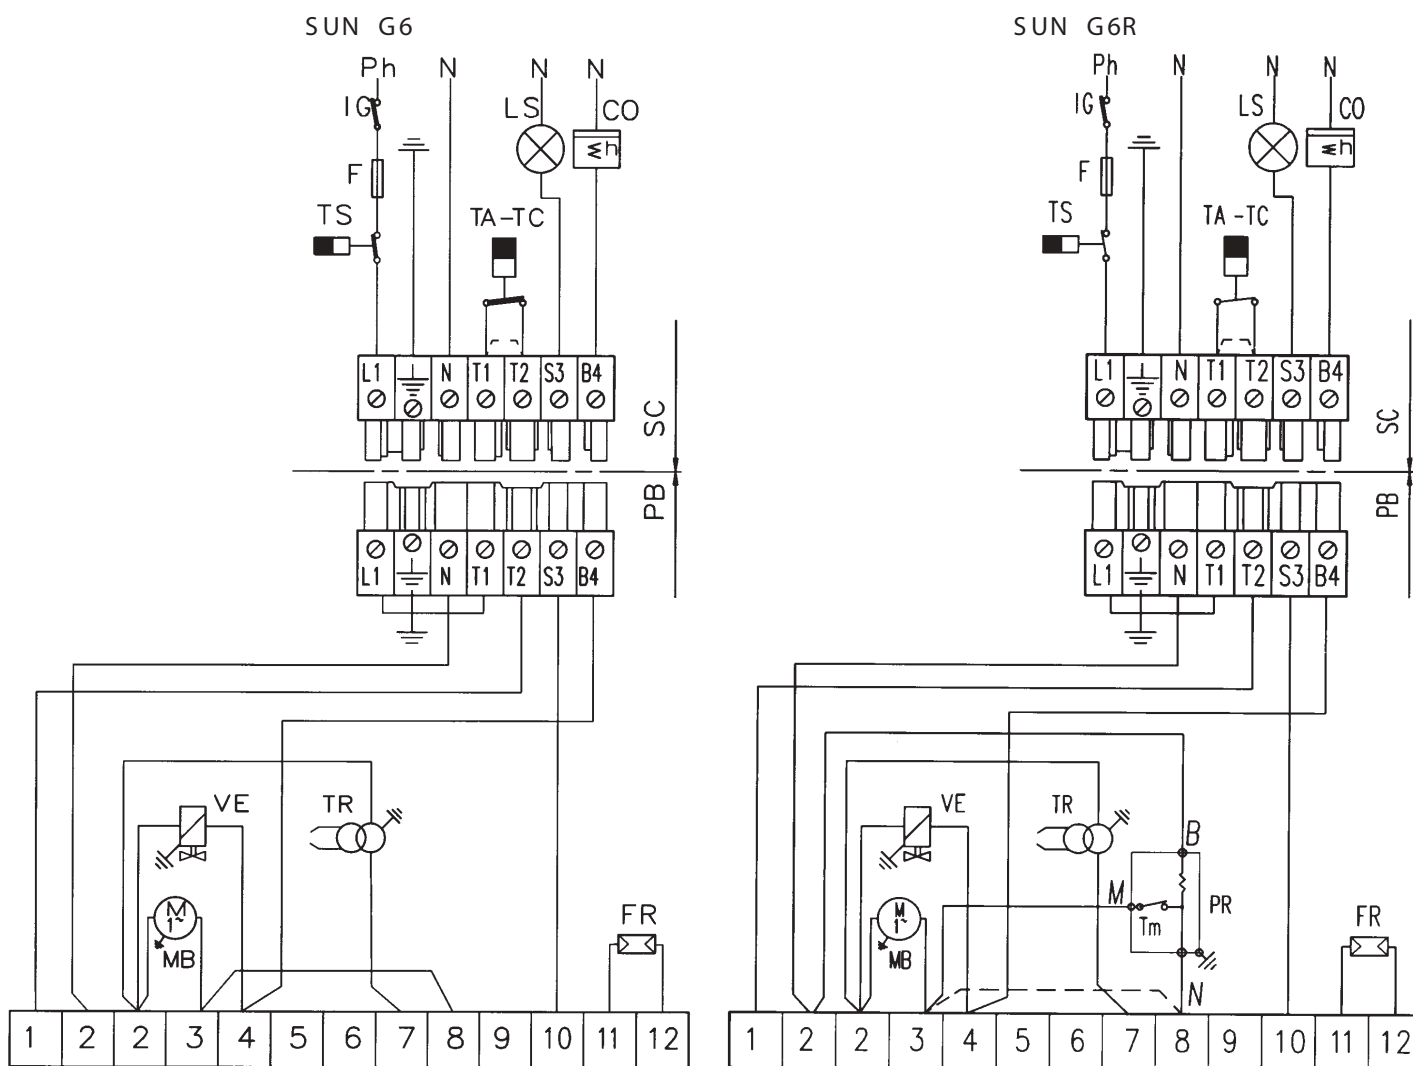 SUN G6
Ph N N N
IG LS CO
F Wh
TS TA-TC
L1 N T1 T2 S3 B4
SC
PB
L1 N T1 T2 S3 B4
VE TR
M
1~
MB
FR
1 2 2 3 4 5 6 7 8 9 10 11 12
SUN G6R
Ph N N N
IG LS CO
F Wh
TS TA-TC
L1 N T1 T2 S3 B4
SC
PB
L1 N T1 T2 S3 B4
VE TR
B
M
PR
Tm
M
1~
MB
FR
N
1 2 2 3 4 5 6 7 8 9 10 11 12